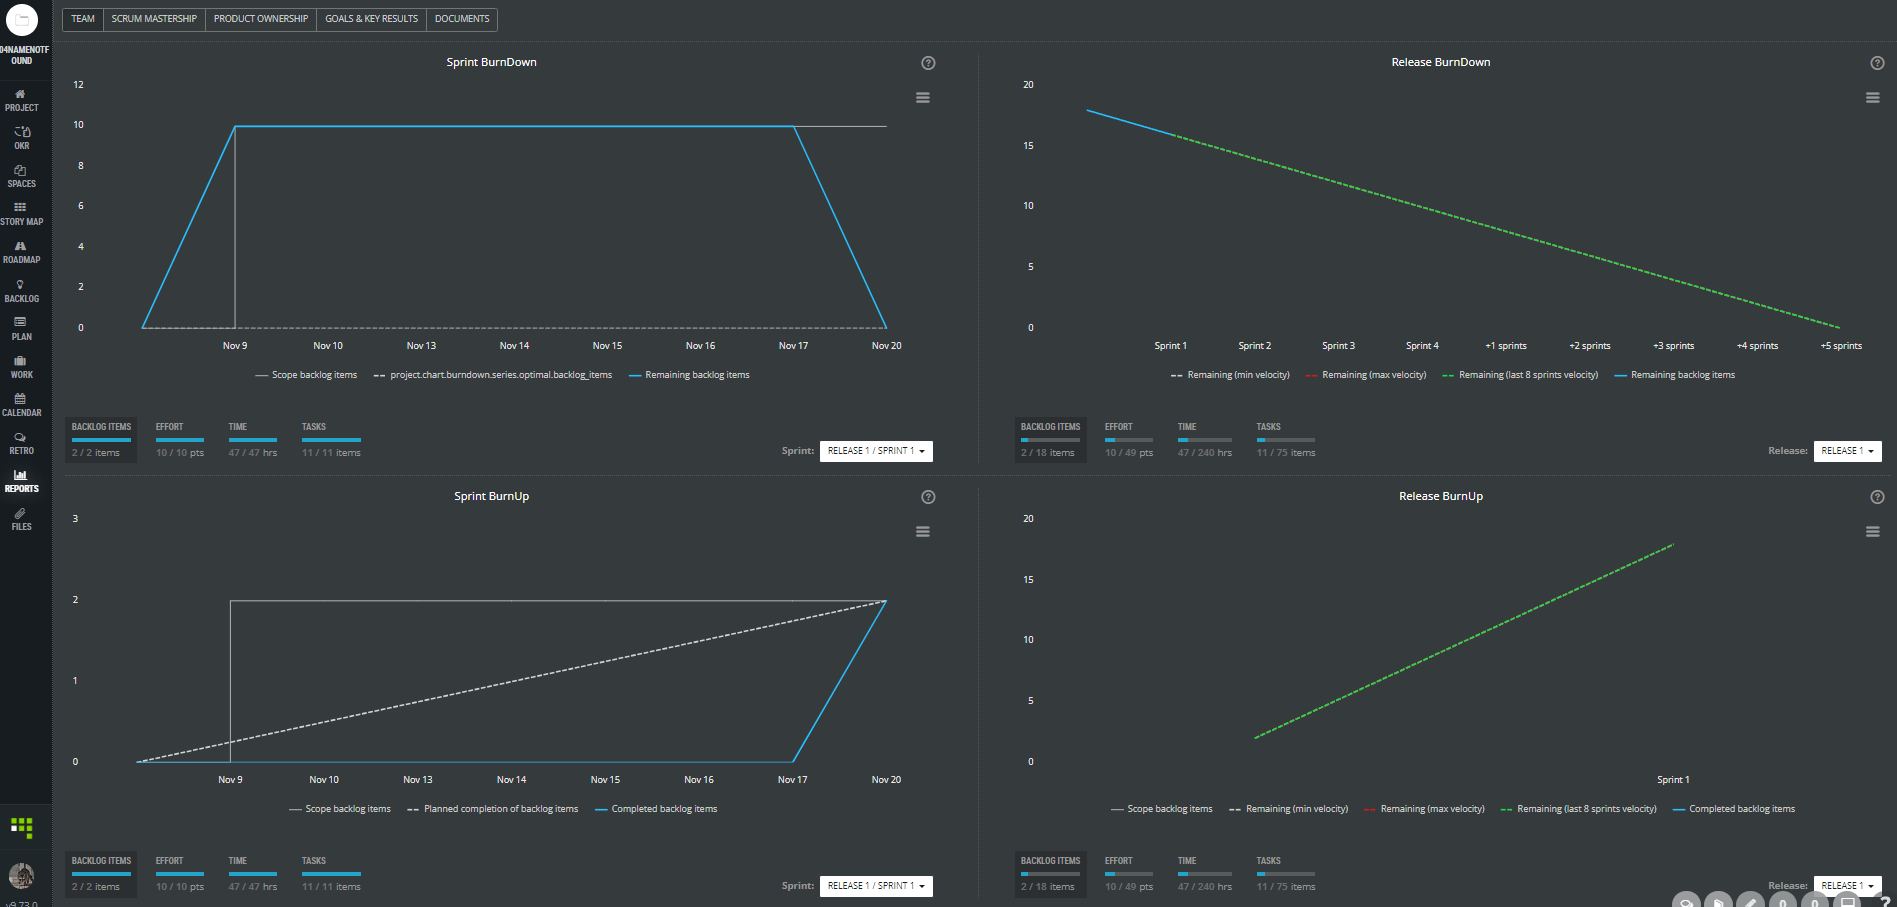 TEAM SCRUM MASTERSHIP PRODUCT OWNERSHIP GOALS & KEY RESULTS DOCUMENTS
04NAMENOTF
OUND
PROJECT
OKR
SPACES
STORY MAP
ROADMAP
BACKLOG
PLAN
WORK
CALENDAR
RETRO
REPORTS
FILES
v9.73.0
Sprint BurnDown
?
12
10
8
6
4
2
0
Nov 9 Nov 10 Nov 13 Nov 14 Nov 15 Nov 16 Nov 17 Nov 20
Scope backlog items project.chart.burndown.series.optimal.backlog_items Remaining backlog items
BACKLOG ITEMS EFFORT TIME TASKS
2 / 2 items 10 / 10 pts 47 / 47 hrs 11 / 11 items
Sprint: RELEASE 1 / SPRINT 1
Release BurnDown
?
20
15
10
5
0
Sprint 1 Sprint 2 Sprint 3 Sprint 4 +1 sprints +2 sprints +3 sprints +4 sprints +5 sprints
Remaining (min velocity) Remaining (max velocity) Remaining (last 8 sprints velocity) Remaining backlog items
BACKLOG ITEMS EFFORT TIME TASKS
2 / 18 items 10 / 49 pts 47 / 240 hrs 11 / 75 items
Release: RELEASE 1
Sprint BurnUp
?
3
2
1
0
Nov 9 Nov 10 Nov 13 Nov 14 Nov 15 Nov 16 Nov 17 Nov 20
Scope backlog items Planned completion of backlog items Completed backlog items
BACKLOG ITEMS EFFORT TIME TASKS
2 / 2 items 10 / 10 pts 47 / 47 hrs 11 / 11 items
Sprint: RELEASE 1 / SPRINT 1
Release BurnUp
?
20
15
10
5
0
Sprint 1
Scope backlog items Remaining (min velocity) Remaining (max velocity) Remaining (last 8 sprints velocity) Completed backlog items
BACKLOG ITEMS EFFORT TIME TASKS
2 / 18 items 10 / 49 pts 47 / 240 hrs 11 / 75 items
Release: RELEASE 1
0 0 ?